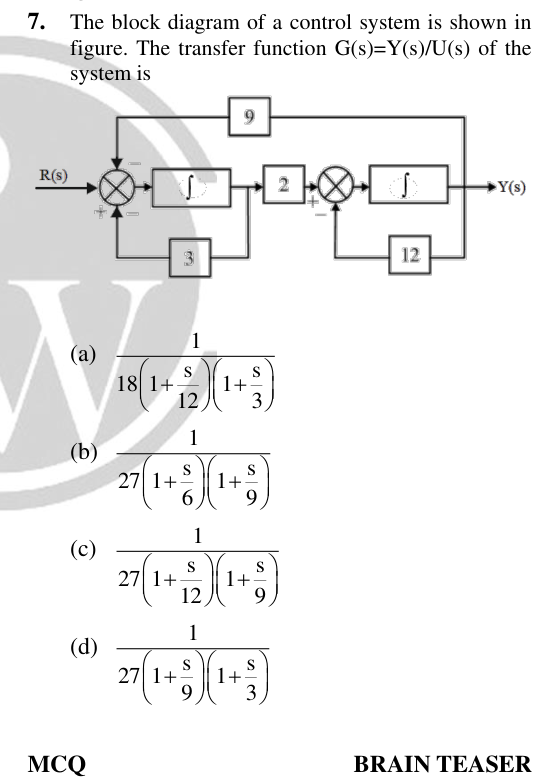 7. The block diagram of a control system is shown in
figure. The transfer function G(s)=Y(s)/U(s) of the
system is
9
R(s)
−
∫
2
∫
Y(s)
+
−
+
−
3
12
(a) 1/(18(1+s/12)(1+s/3))
(b) 1/(27(1+s/6)(1+s/9))
(c) 1/(27(1+s/12)(1+s/9))
(d) 1/(27(1+s/9)(1+s/3))
MCQ BRAIN TEASER